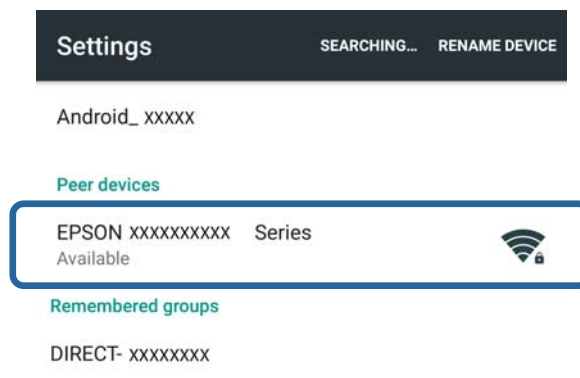 Settings SEARCHING... RENAME DEVICE
Android_ xxxxx
Peer devices
EPSON xxxxxxxxxx Series
Available
Remembered groups
DIRECT- xxxxxxxx